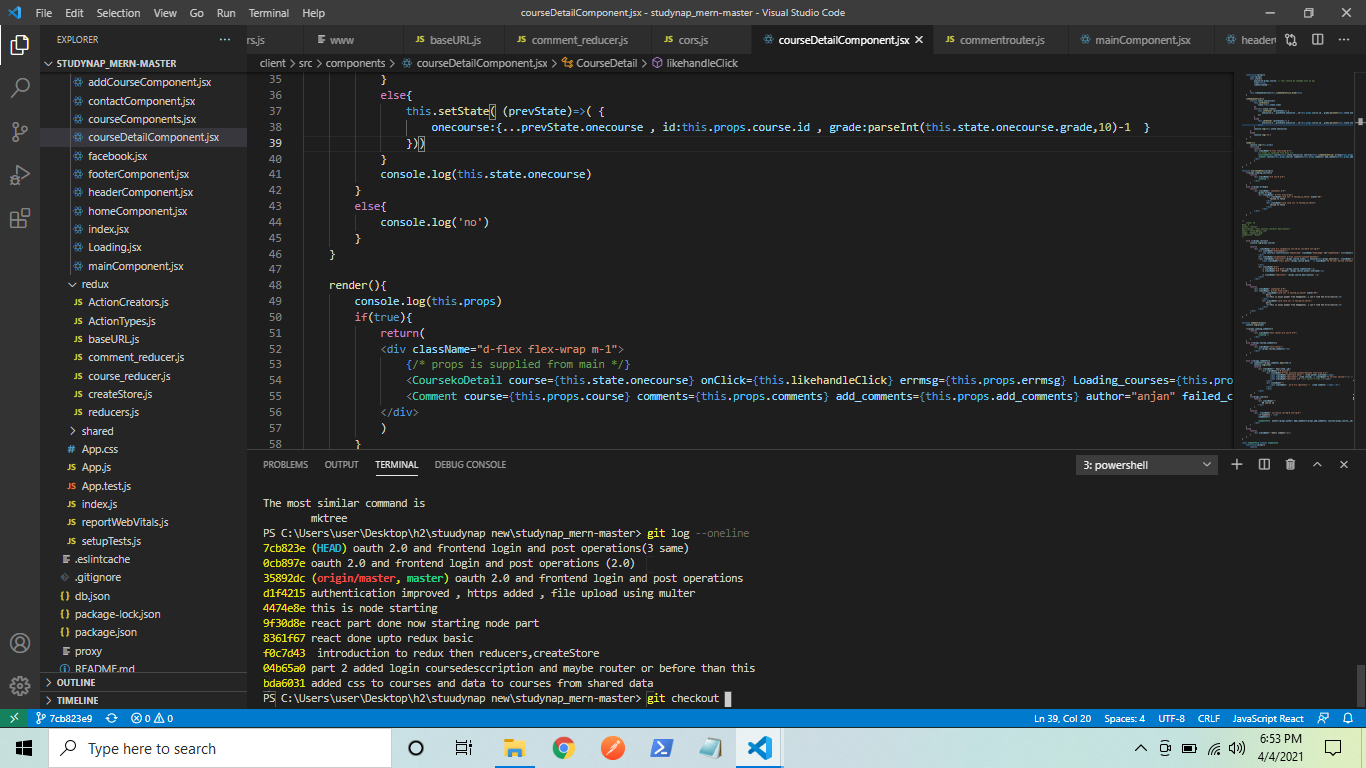 File Edit Selection View Go Run Terminal Help courseDetailComponent.jsx - studynap_mern-master - Visual Studio Code
EXPLORER
rs.js www baseURL.js comment_reducer.js cors.js courseDetailComponent.jsx commentrouter.js mainComponent.jsx header
client > src > components > courseDetailComponent.jsx > CourseDetail > likehandleClick
STUDYNAP_MERN-MASTER
addCourseComponent.jsx
contactComponent.jsx
courseComponents.jsx
courseDetailComponent.jsx
facebook.jsx
footerComponent.jsx
headerComponent.jsx
homeComponent.jsx
index.jsx
Loading.jsx
mainComponent.jsx
redux
ActionCreators.js
ActionTypes.js
baseURL.js
comment_reducer.js
course_reducer.js
createStore.js
reducers.js
shared
App.css
App.js
App.test.js
index.js
reportWebVitals.js
setupTests.js
.eslintcache
.gitignore
db.json
package-lock.json
package.json
proxy
README.md
OUTLINE
TIMELINE
35 }
36 else{
37 this.setState( (prevState)=>( {
38 onecourse:{...prevState.onecourse , id:this.props.course.id , grade:parseInt(this.state.onecourse.grade,10)-1 }
39 }))
40 }
41 console.log(this.state.onecourse)
42 }
43 else{
44 console.log('no')
45 }
46 }
47
48 render(){
49 console.log(this.props)
50 if(true){
51 return(
52 <div className="d-flex flex-wrap m-1">
53 {/* props is supplied from main */}
54 <CoursekoDetail course={this.state.onecourse} onClick={this.likehandleClick} errmsg={this.props.errmsg} Loading_courses={this.pro
55 <Comment course={this.props.course} comments={this.props.comments} add_comments={this.props.add_comments} author="anjan" failed_c
56 </div>
57 )
58 }
PROBLEMS OUTPUT TERMINAL DEBUG CONSOLE 3: powershell
The most similar command is
mktree
PS C:\Users\user\Desktop\h2\stuudynap new\studynap_mern-master> git log --oneline
7cb823e (HEAD) oauth 2.0 and frontend login and post operations(3 same)
0cb897e oauth 2.0 and frontend login and post operations (2.0)
35892dc (origin/master, master) oauth 2.0 and frontend login and post operations
d1f4215 authentication improved , https added , file upload using multer
4474e8e this is node starting
9f30d8e react part done now starting node part
8361f67 react done upto redux basic
f0c7d43  introduction to redux then reducers,createStore
04b65a0 part 2 added login coursedesccription and maybe router or before than this
bda6031 added css to courses and data to courses from shared data
PS C:\Users\user\Desktop\h2\stuudynap new\studynap_mern-master> git checkout
7cb823e9 0 0 Ln 39, Col 20 Spaces: 4 UTF-8 CRLF JavaScript React
Type here to search
6:53 PM
4/4/2021